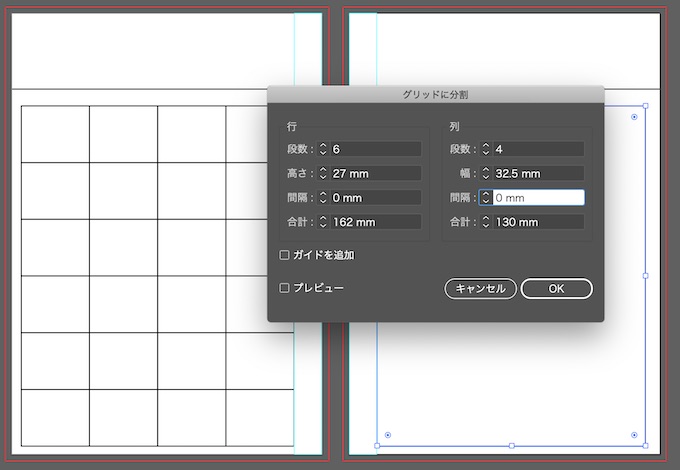 グリッドに分割
行
段数： 6
高さ： 27 mm
間隔： 0 mm
合計： 162 mm
列
段数： 4
幅： 32.5 mm
間隔： 0 mm
合計： 130 mm
ガイドを追加
プレビュー
キャンセル
OK